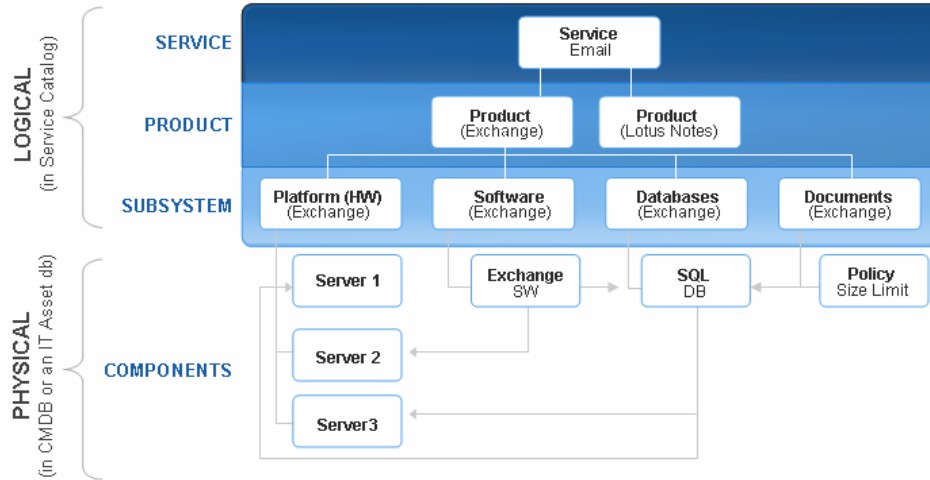 LOGICAL
(in Service Catalog)
SERVICE
Service
Email
PRODUCT
Product
(Exchange)
Product
(Lotus Notes)
SUBSYSTEM
Platform (HW)
(Exchange)
Software
(Exchange)
Databases
(Exchange)
Documents
(Exchange)
PHYSICAL
(in CMDB or an IT Asset db)
COMPONENTS
Server 1
Exchange
SW
SQL
DB
Policy
Size Limit
Server 2
Server3